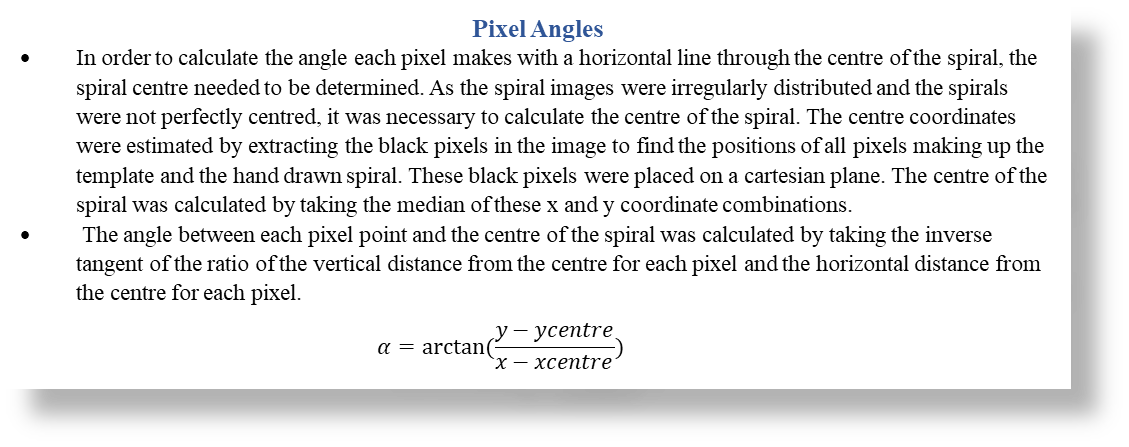 Pixel Angles
• In order to calculate the angle each pixel makes with a horizontal line through the centre of the spiral, the
spiral centre needed to be determined. As the spiral images were irregularly distributed and the spirals
were not perfectly centred, it was necessary to calculate the centre of the spiral. The centre coordinates
were estimated by extracting the black pixels in the image to find the positions of all pixels making up the
template and the hand drawn spiral. These black pixels were placed on a cartesian plane. The centre of the
spiral was calculated by taking the median of these x and y coordinate combinations.
• The angle between each pixel point and the centre of the spiral was calculated by taking the inverse
tangent of the ratio of the vertical distance from the centre for each pixel and the horizontal distance from
the centre for each pixel.
α = arctan((y − ycentre)/(x − xcentre))